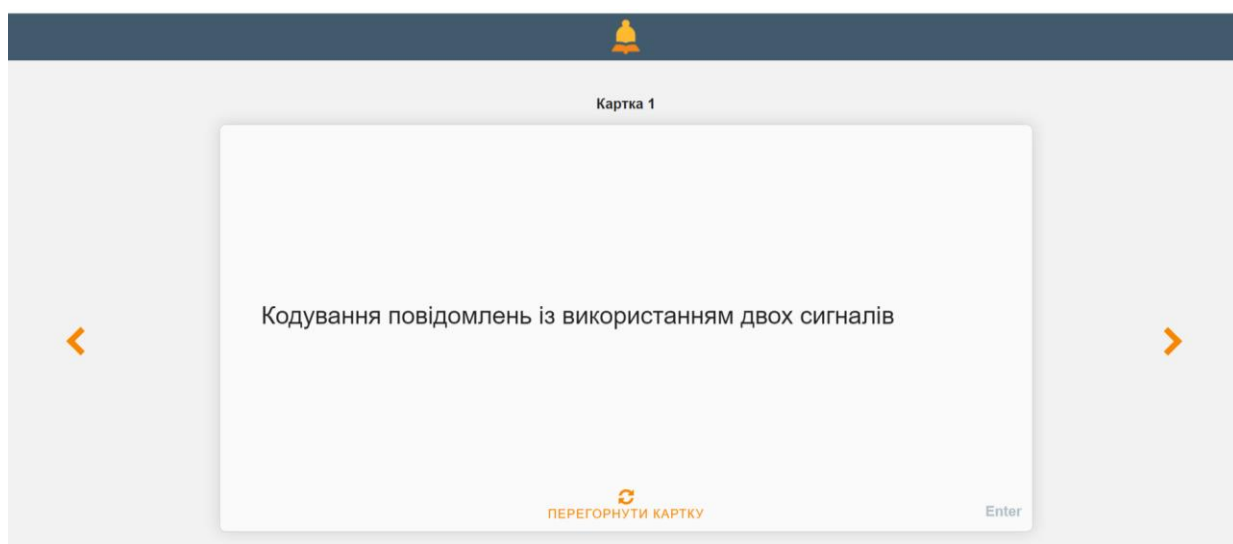 Картка 1
Кодування повідомлень із використанням двох сигналів
ПЕРЕГОРНУТИ КАРТКУ
Enter